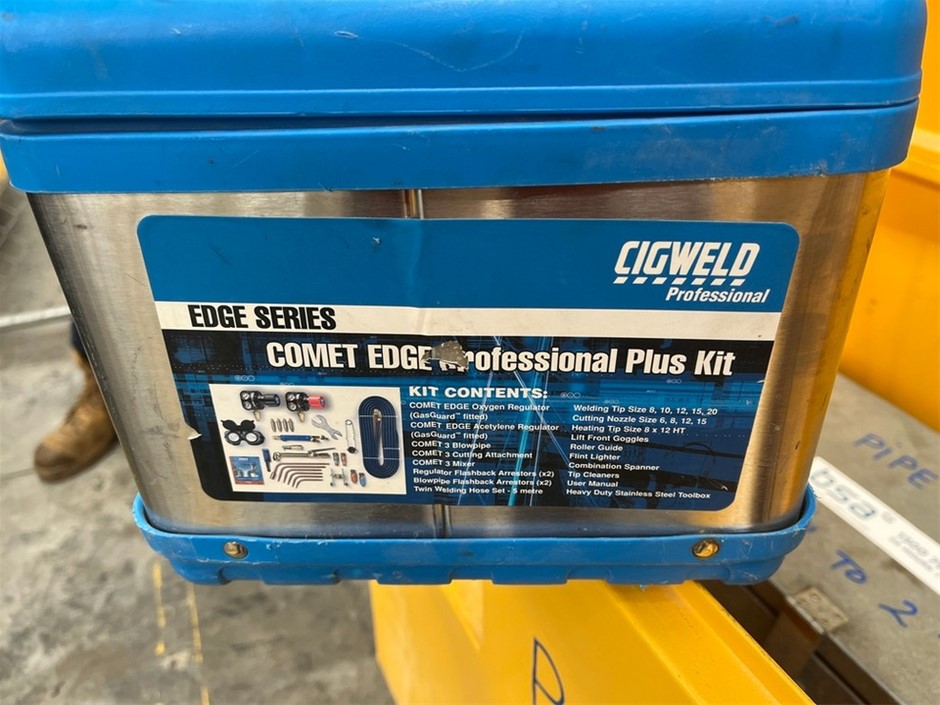 CIGWELD
Professional
EDGE SERIES
COMET EDGE Professional Plus Kit
KIT CONTENTS:
COMET EDGE Oxygen Regulator
(GasGuard™ fitted)
COMET EDGE Acetylene Regulator
(GasGuard™ fitted)
COMET 3 Blowpipe
COMET 3 Cutting Attachment
COMET 3 Mixer
Regulator Flashback Arrestors (x2)
Blowpipe Flashback Arrestors (x2)
Twin Welding Hose Set - 5 metre
Welding Tip Size 8, 10, 12, 15, 20
Cutting Nozzle Size 6, 8, 12, 15
Heating Tip Size 8 x 12 HT
Lift Front Goggles
Roller Guide
Flint Lighter
Combination Spanner
Tip Cleaners
User Manual
Heavy Duty Stainless Steel Toolbox
PIPE
TO 2